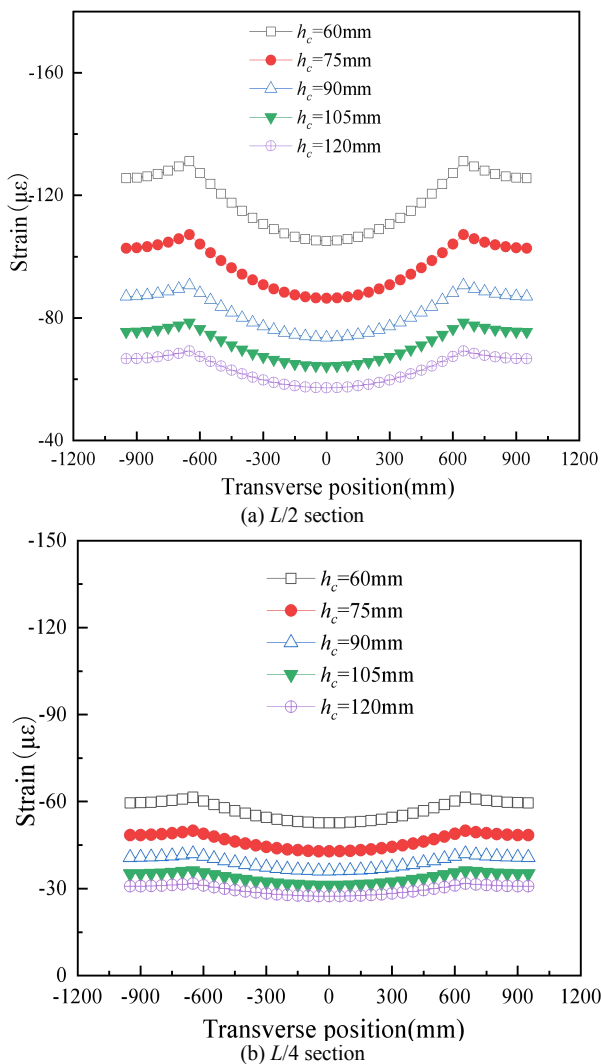 -160
-120
-80
-40
Strain (με)
h_c=60mm
h_c=75mm
h_c=90mm
h_c=105mm
h_c=120mm
-1200 -900 -600 -300 0 300 600 900 1200
Transverse position(mm)
(a) L/2 section
-150
-120
-90
-60
-30
0
Strain (με)
h_c=60mm
h_c=75mm
h_c=90mm
h_c=105mm
h_c=120mm
-1200 -900 -600 -300 0 300 600 900 1200
Transverse position(mm)
(b) L/4 section